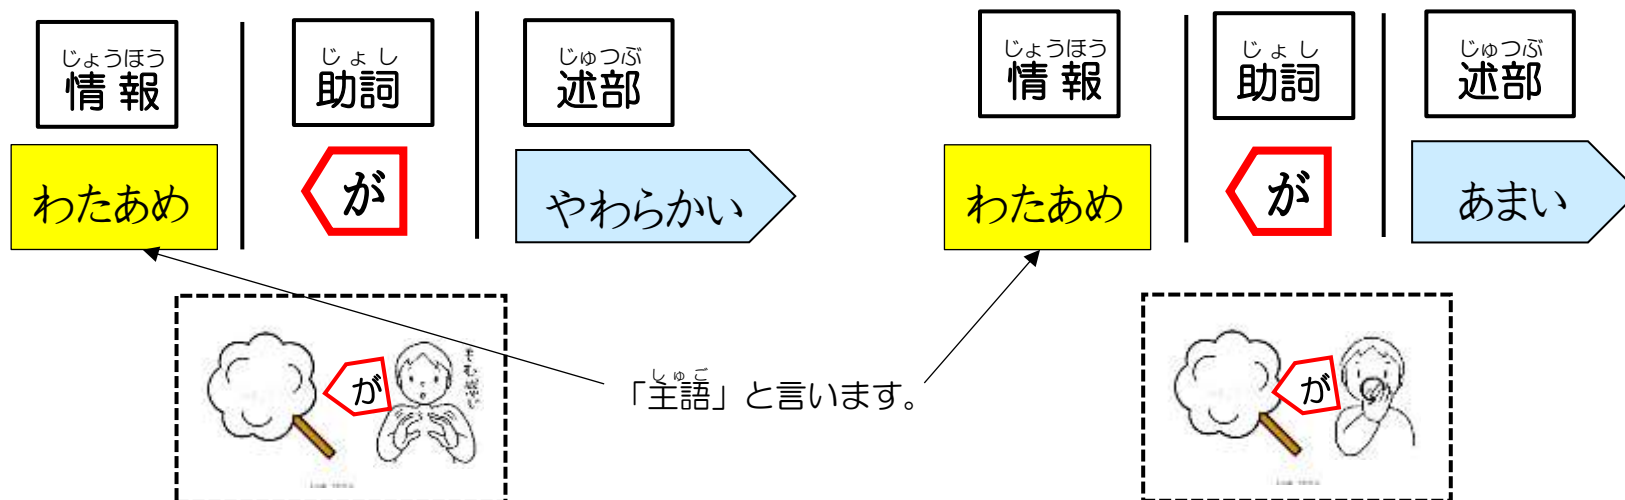 じょうほう
情報
じょし
助詞
じゅつぶ
述部
わたあめ
が
やわらかい
じょうほう
情報
じょし
助詞
じゅつぶ
述部
わたあめ
が
あまい
が
しゅご
「主語」と言います。
が